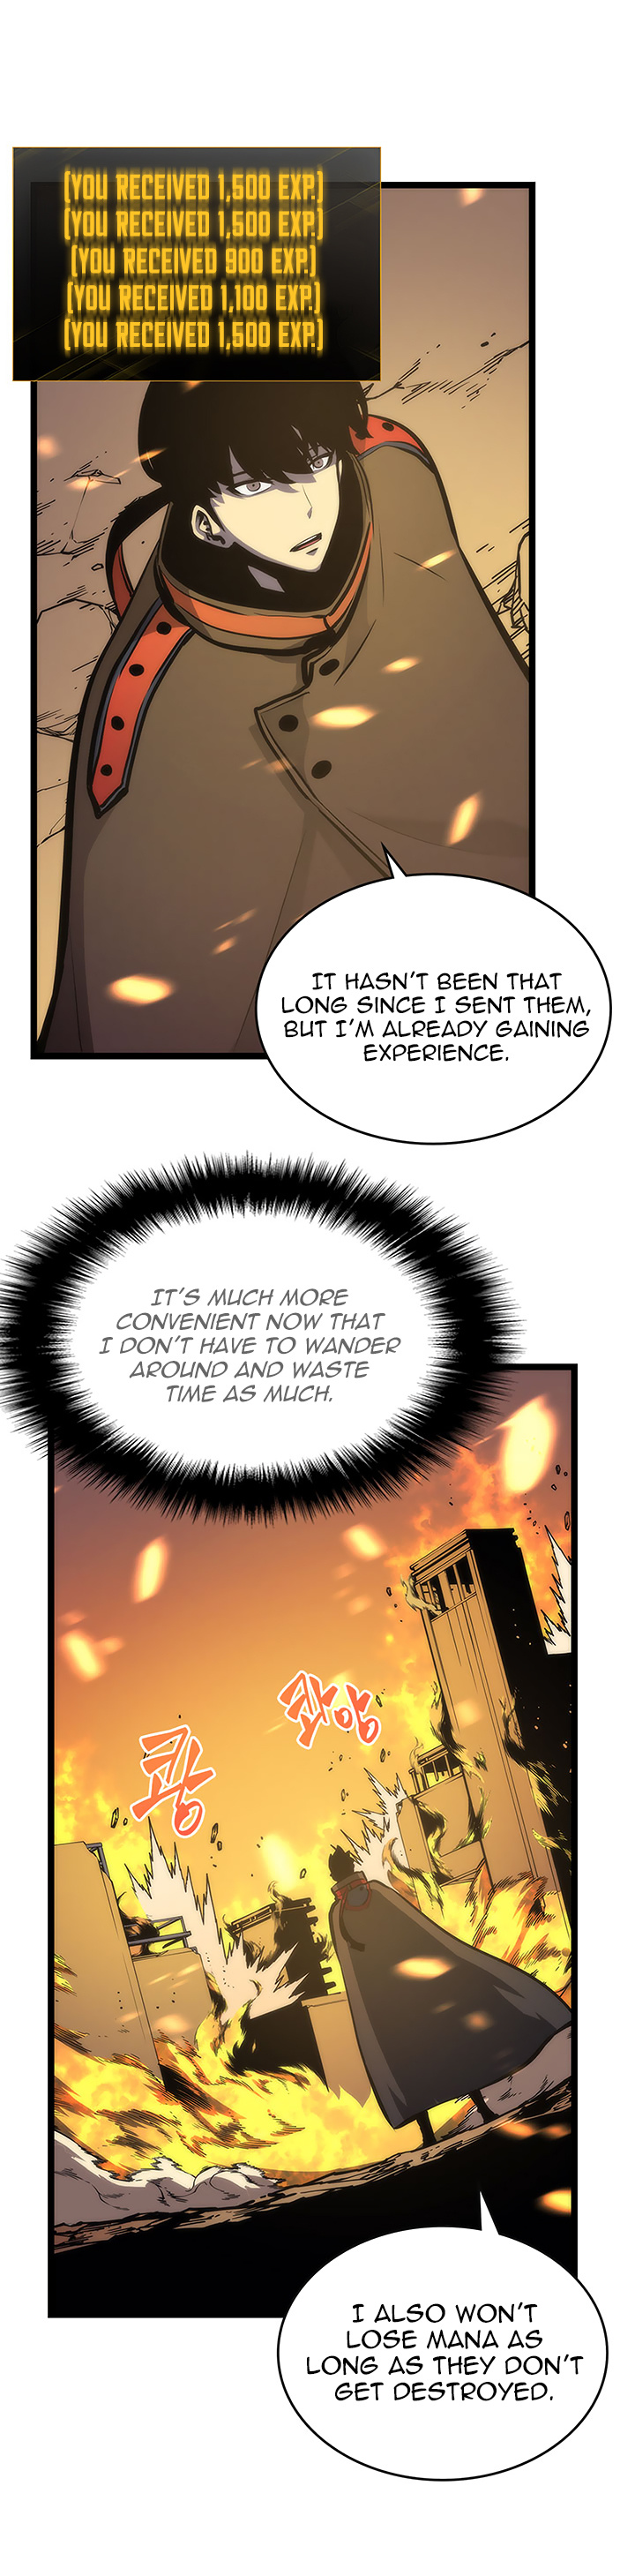 (YOU RECEIVED 1,500 EXP.)
(YOU RECEIVED 1,500 EXP.)
(YOU RECEIVED 900 EXP.)
(YOU RECEIVED 1,100 EXP.)
(YOU RECEIVED 1,500 EXP.)
IT HASN'T BEEN THAT
LONG SINCE I SENT THEM,
BUT I'M ALREADY GAINING
EXPERIENCE.
IT'S MUCH MORE
CONVENIENT NOW THAT
I DON'T HAVE TO WANDER
AROUND AND WASTE
TIME AS MUCH.
콰앙
쾅
I ALSO WON'T
LOSE MANA AS
LONG AS THEY DON'T
GET DESTROYED.